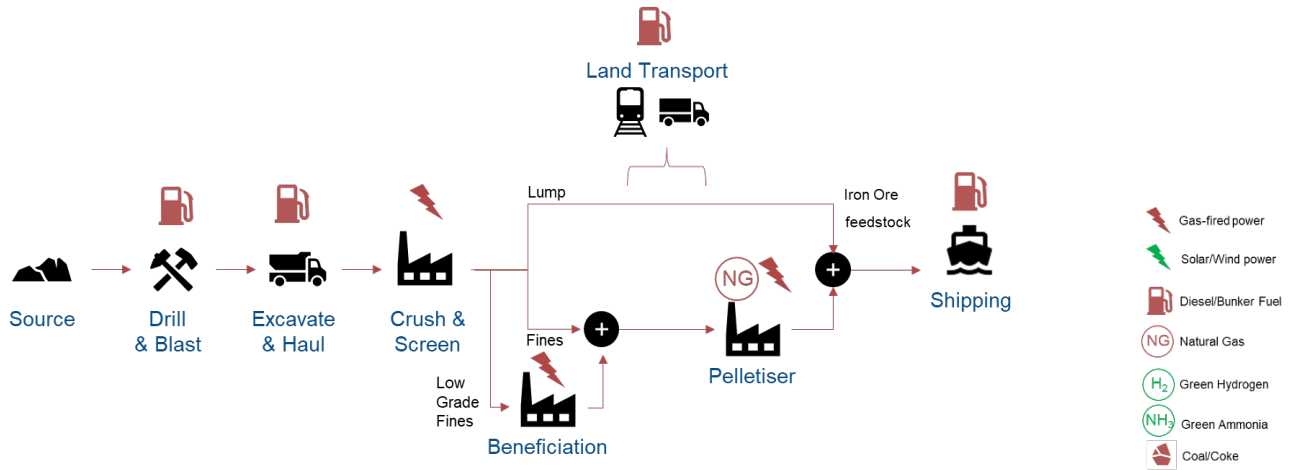 Land Transport
Lump
Iron Ore
feedstock
NG
Source
Drill
& Blast
Excavate
& Haul
Crush &
Screen
Fines
Low
Grade
Fines
Beneficiation
Pelletiser
Shipping
Gas-fired power
Solar/Wind power
Diesel/Bunker Fuel
NG Natural Gas
H₂ Green Hydrogen
NH₃ Green Ammonia
Coal/Coke